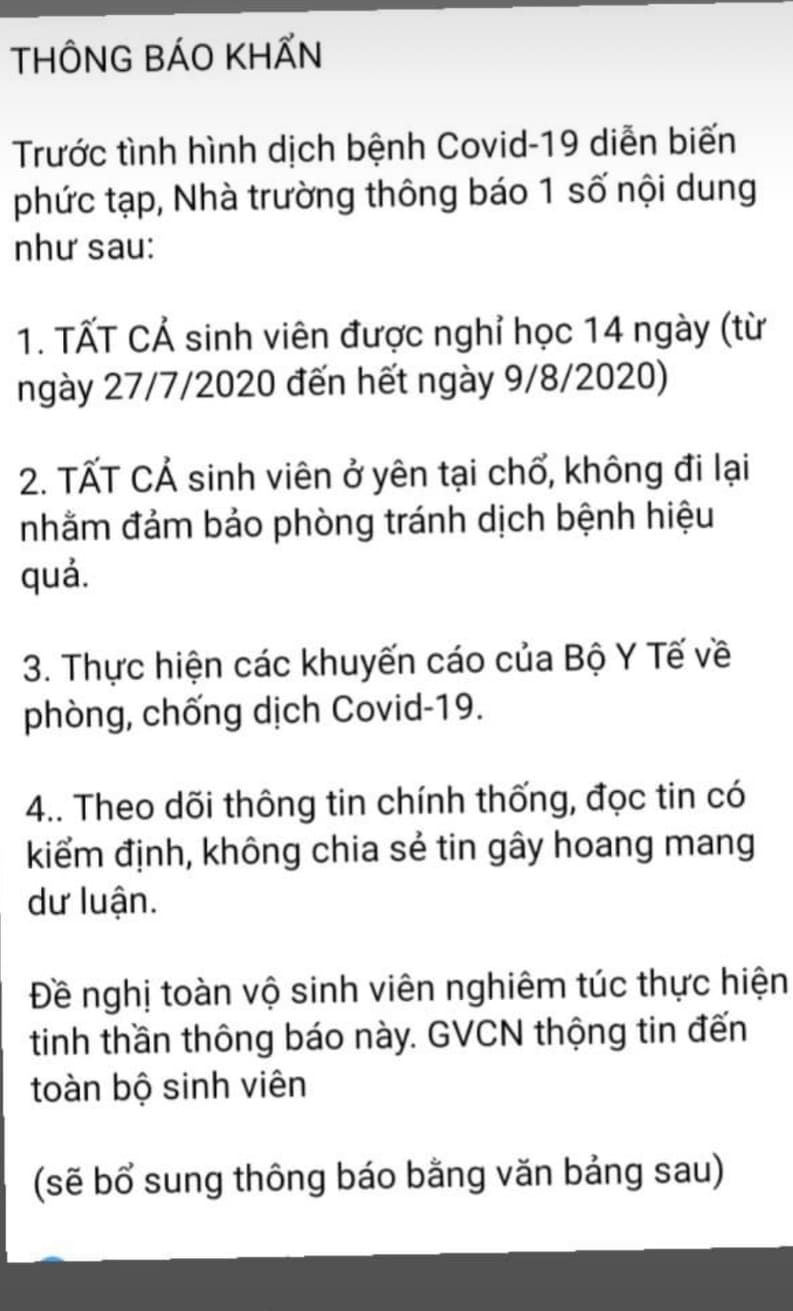 THÔNG BÁO KHẨN
Trước tình hình dịch bệnh Covid-19 diễn biến
phức tạp, Nhà trường thông báo 1 số nội dung
như sau:
1. TẤT CẢ sinh viên được nghỉ học 14 ngày (từ
ngày 27/7/2020 đến hết ngày 9/8/2020)
2. TẤT CẢ sinh viên ở yên tại chổ, không đi lại
nhằm đảm bảo phòng tránh dịch bệnh hiệu
quả.
3. Thực hiện các khuyến cáo của Bộ Y Tế về
phòng, chống dịch Covid-19.
4.. Theo dõi thông tin chính thống, đọc tin có
kiểm định, không chia sẻ tin gây hoang mang
dư luận.
Đề nghị toàn vộ sinh viên nghiêm túc thực hiện
tinh thần thông báo này. GVCN thộng tin đến
toàn bộ sinh viên
(sẽ bổ sung thông báo bằng văn bảng sau)